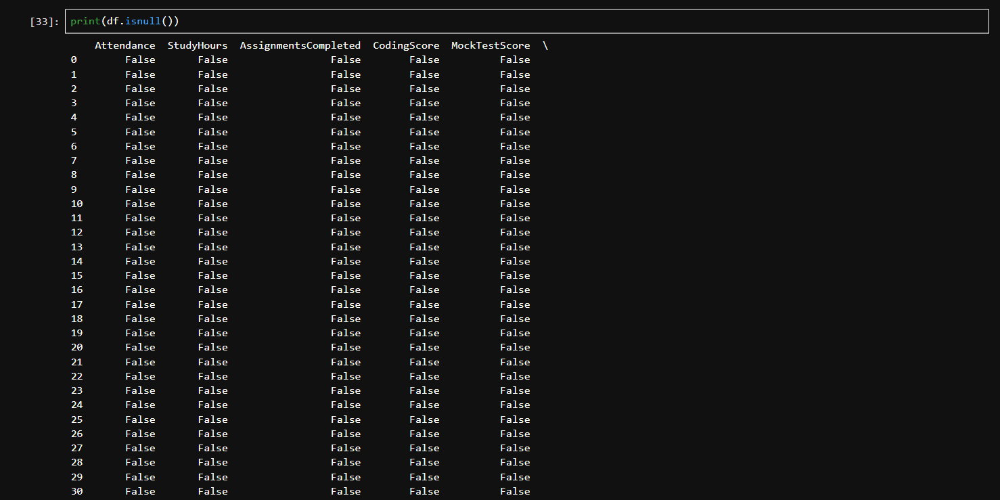 [33]: print(df.isnull())
Attendance StudyHours AssignmentsCompleted CodingScore MockTestScore \
0 False False False False False
1 False False False False False
2 False False False False False
3 False False False False False
4 False False False False False
5 False False False False False
6 False False False False False
7 False False False False False
8 False False False False False
9 False False False False False
10 False False False False False
11 False False False False False
12 False False False False False
13 False False False False False
14 False False False False False
15 False False False False False
16 False False False False False
17 False False False False False
18 False False False False False
19 False False False False False
20 False False False False False
21 False False False False False
22 False False False False False
23 False False False False False
24 False False False False False
25 False False False False False
26 False False False False False
27 False False False False False
28 False False False False False
29 False False False False False
30 False False False False False